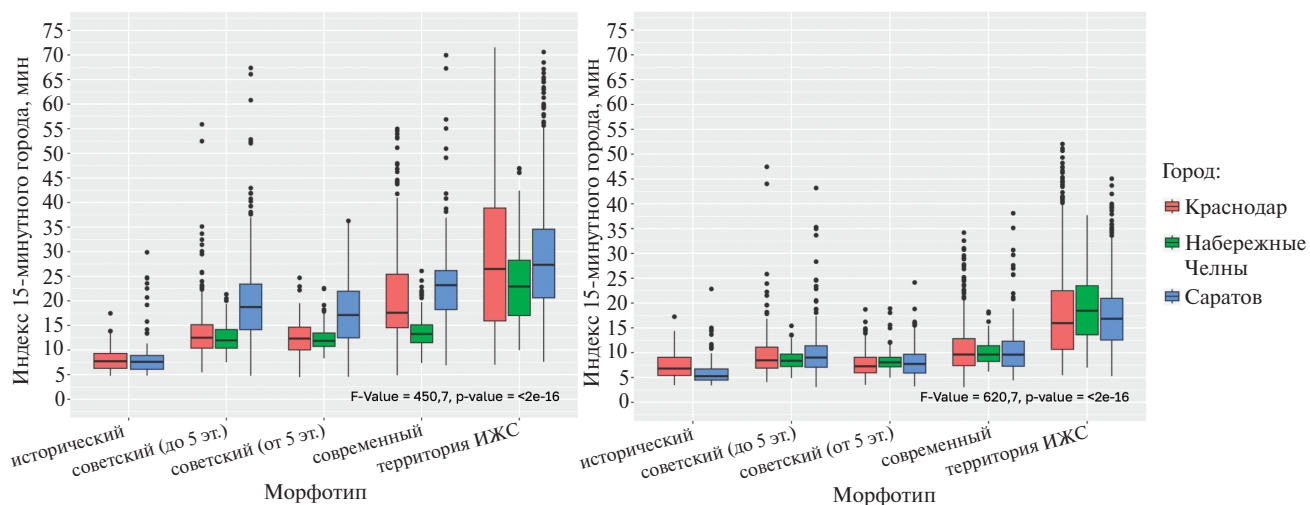 Индекс 15-минутного города, мин
75
70
65
60
55
50
45
40
35
30
25
20
15
10
5
0
F-Value = 450,7, p-value = <2e-16
исторический
советский (до 5 эт.)
советский (от 5 эт.)
современный
территория ИЖС
Морфотип
Индекс 15-минутного города, мин
75
70
65
60
55
50
45
40
35
30
25
20
15
10
5
0
F-Value = 620,7, p-value = <2e-16
исторический
советский (до 5 эт.)
советский (от 5 эт.)
современный
территория ИЖС
Морфотип
Город:
Краснодар
Набережные
Челны
Саратов